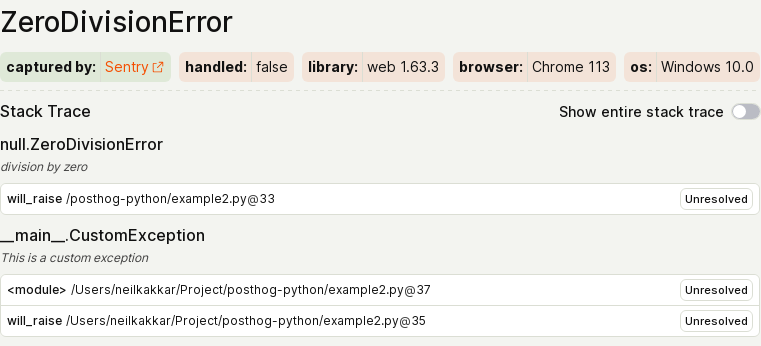 ZeroDivisionError
captured by: Sentry handled: false library: web 1.63.3 browser: Chrome 113 os: Windows 10.0
Stack Trace Show entire stack trace
null.ZeroDivisionError
division by zero
will_raise /posthog-python/example2.py@33 Unresolved
__main__.CustomException
This is a custom exception
<module> /Users/neilkakkar/Project/posthog-python/example2.py@37 Unresolved
will_raise /Users/neilkakkar/Project/posthog-python/example2.py@35 Unresolved